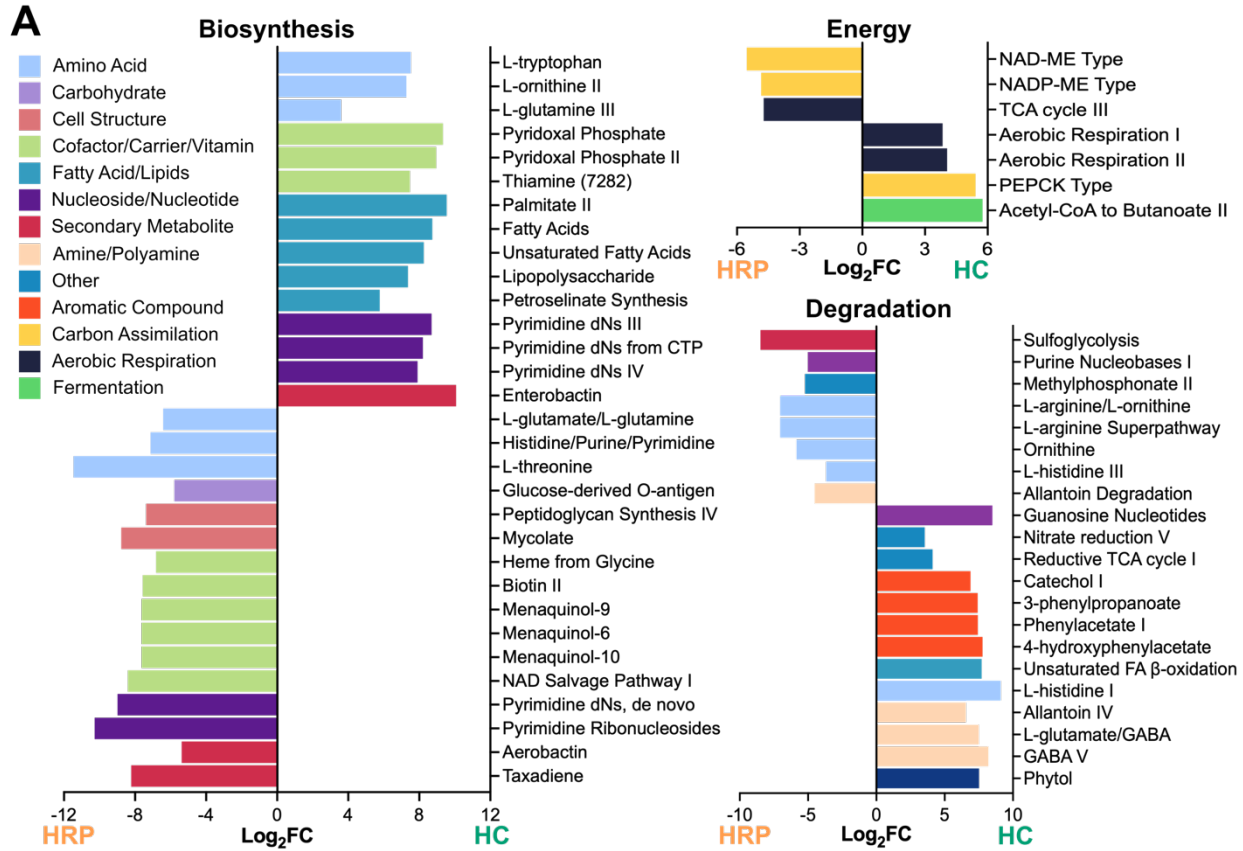 A
Biosynthesis
Amino Acid
Carbohydrate
Cell Structure
Cofactor/Carrier/Vitamin
Fatty Acid/Lipids
Nucleoside/Nucleotide
Secondary Metabolite
Amine/Polyamine
Other
Aromatic Compound
Carbon Assimilation
Aerobic Respiration
Fermentation
L-tryptophan
L-ornithine II
L-glutamine III
Pyridoxal Phosphate
Pyridoxal Phosphate II
Thiamine (7282)
Palmitate II
Fatty Acids
Unsaturated Fatty Acids
Lipopolysaccharide
Petroselinate Synthesis
Pyrimidine dNs III
Pyrimidine dNs from CTP
Pyrimidine dNs IV
Enterobactin
L-glutamate/L-glutamine
Histidine/Purine/Pyrimidine
L-threonine
Glucose-derived O-antigen
Peptidoglycan Synthesis IV
Mycolate
Heme from Glycine
Biotin II
Menaquinol-9
Menaquinol-6
Menaquinol-10
NAD Salvage Pathway I
Pyrimidine dNs, de novo
Pyrimidine Ribonucleosides
Aerobactin
Taxadiene
-12 -8 -4 0 4 8 12
HRP Log2FC HC
Energy
NAD-ME Type
NADP-ME Type
TCA cycle III
Aerobic Respiration I
Aerobic Respiration II
PEPCK Type
Acetyl-CoA to Butanoate II
-6 -3 0 3 6
HRP Log2FC HC
Degradation
Sulfoglycolysis
Purine Nucleobases I
Methylphosphonate II
L-arginine/L-ornithine
L-arginine Superpathway
Ornithine
L-histidine III
Allantoin Degradation
Guanosine Nucleotides
Nitrate reduction V
Reductive TCA cycle I
Catechol I
3-phenylpropanoate
Phenylacetate I
4-hydroxyphenylacetate
Unsaturated FA β-oxidation
L-histidine I
Allantoin IV
L-glutamate/GABA
GABA V
Phytol
-10 -5 0 5 10
HRP Log2FC HC